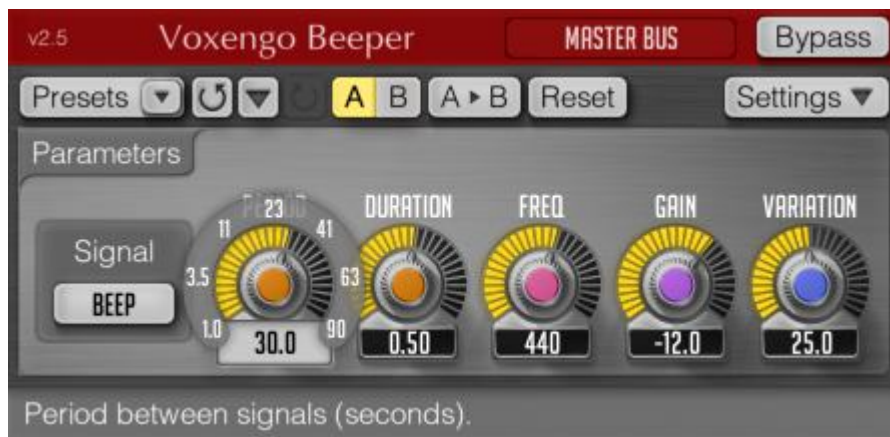 v2.5 Voxengo Beeper MASTER BUS Bypass
Presets A B A ▸ B Reset Settings
Parameters
PERIOD DURATION FREQ GAIN VARIATION
23
11 41
Signal
3.5 63
BEEP
1.0 90
30.0 0.50 440 -12.0 25.0
Period between signals (seconds).